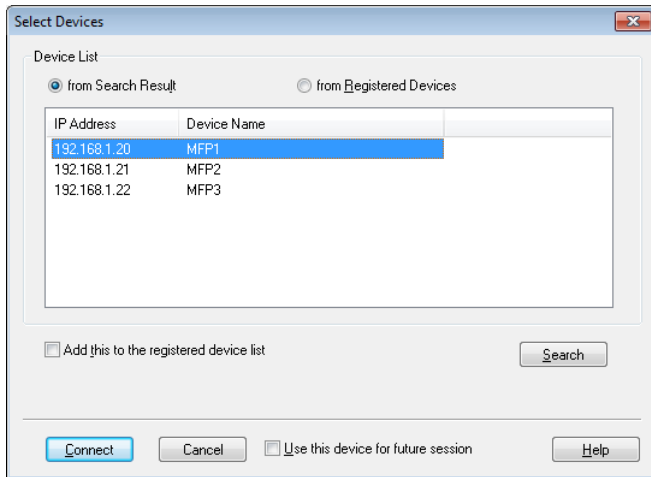 Select Devices
Device List
from Search Result from Registered Devices
IP Address Device Name
192.168.1.20 MFP1
192.168.1.21 MFP2
192.168.1.22 MFP3
Add this to the registered device list
Search
Connect Cancel Use this device for future session Help